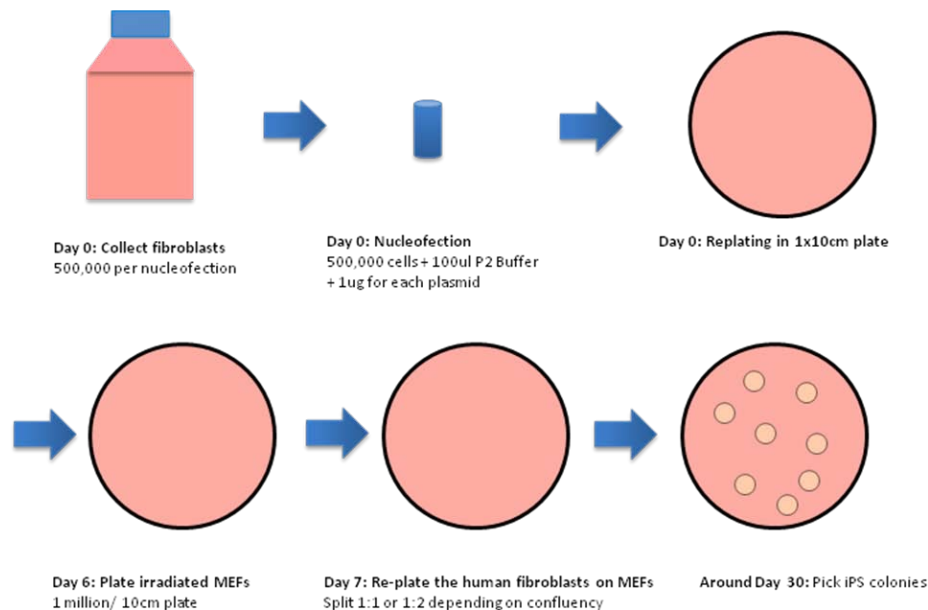 Day 0: Collect fibroblasts
500,000 per nucleofection
Day 0: Nucleofection
500,000 cells + 100ul P2 Buffer
+ 1ug for each plasmid
Day 0: Replating in 1x10cm plate
Day 6: Plate irradiated MEFs
1 million/ 10cm plate
Day 7: Re-plate the human fibroblasts on MEFs
Split 1:1 or 1:2 depending on confluency
Around Day 30: Pick iPS colonies